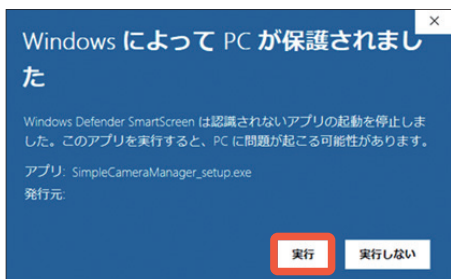 Windows によって PC が保護されまし
た
Windows Defender SmartScreen は認識されないアプリの起動を停止しま
した。このアプリを実行すると、PC に問題が起こる可能性があります。
アプリ: SimpleCameraManager_setup.exe
発行元:
実行 実行しない